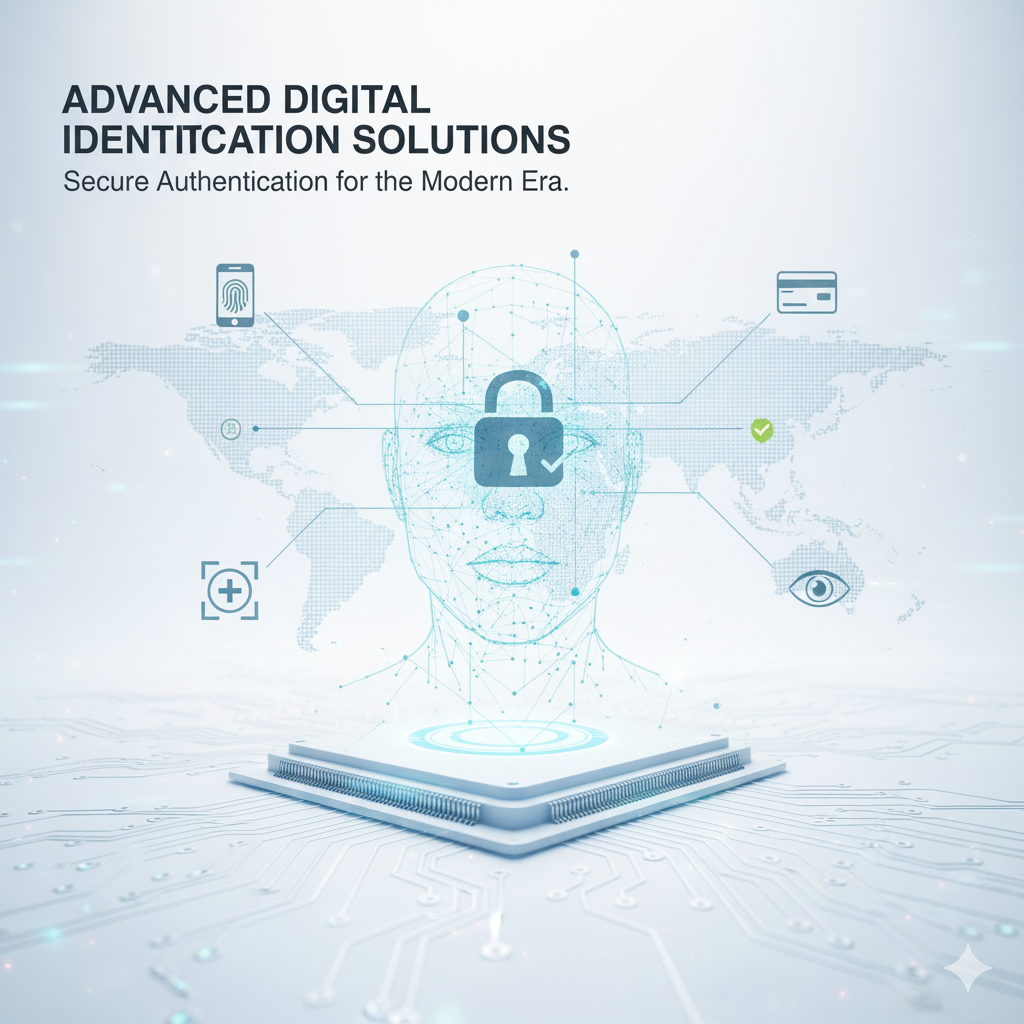 ADVANCED DIGITAL
IDENTITCATION SOLUTIONS
Secure Authentication for the Modern Era.